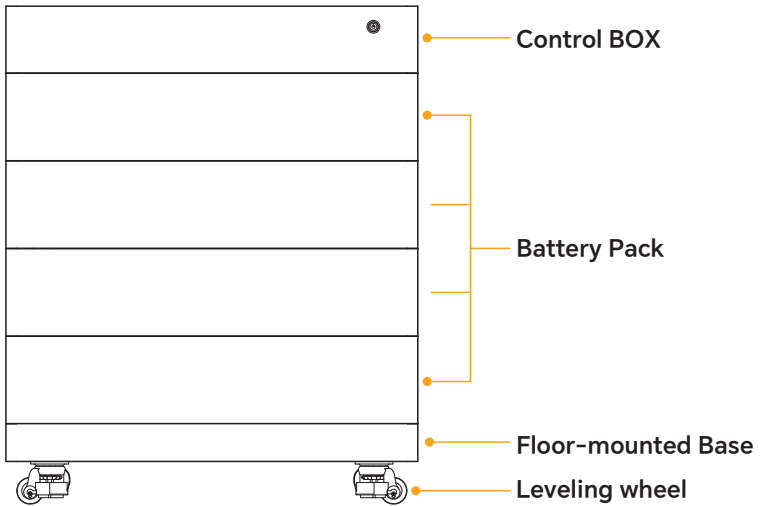 Control BOX
Battery Pack
Floor-mounted Base
Leveling wheel